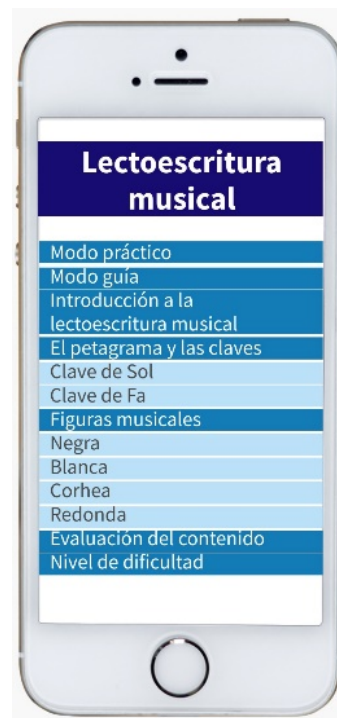 Lectoescritura
musical
Modo práctico
Modo guía
Introducción a la
lectoescritura musical
El petagrama y las claves
Clave de Sol
Clave de Fa
Figuras musicales
Negra
Blanca
Corhea
Redonda
Evaluación del contenido
Nivel de dificultad